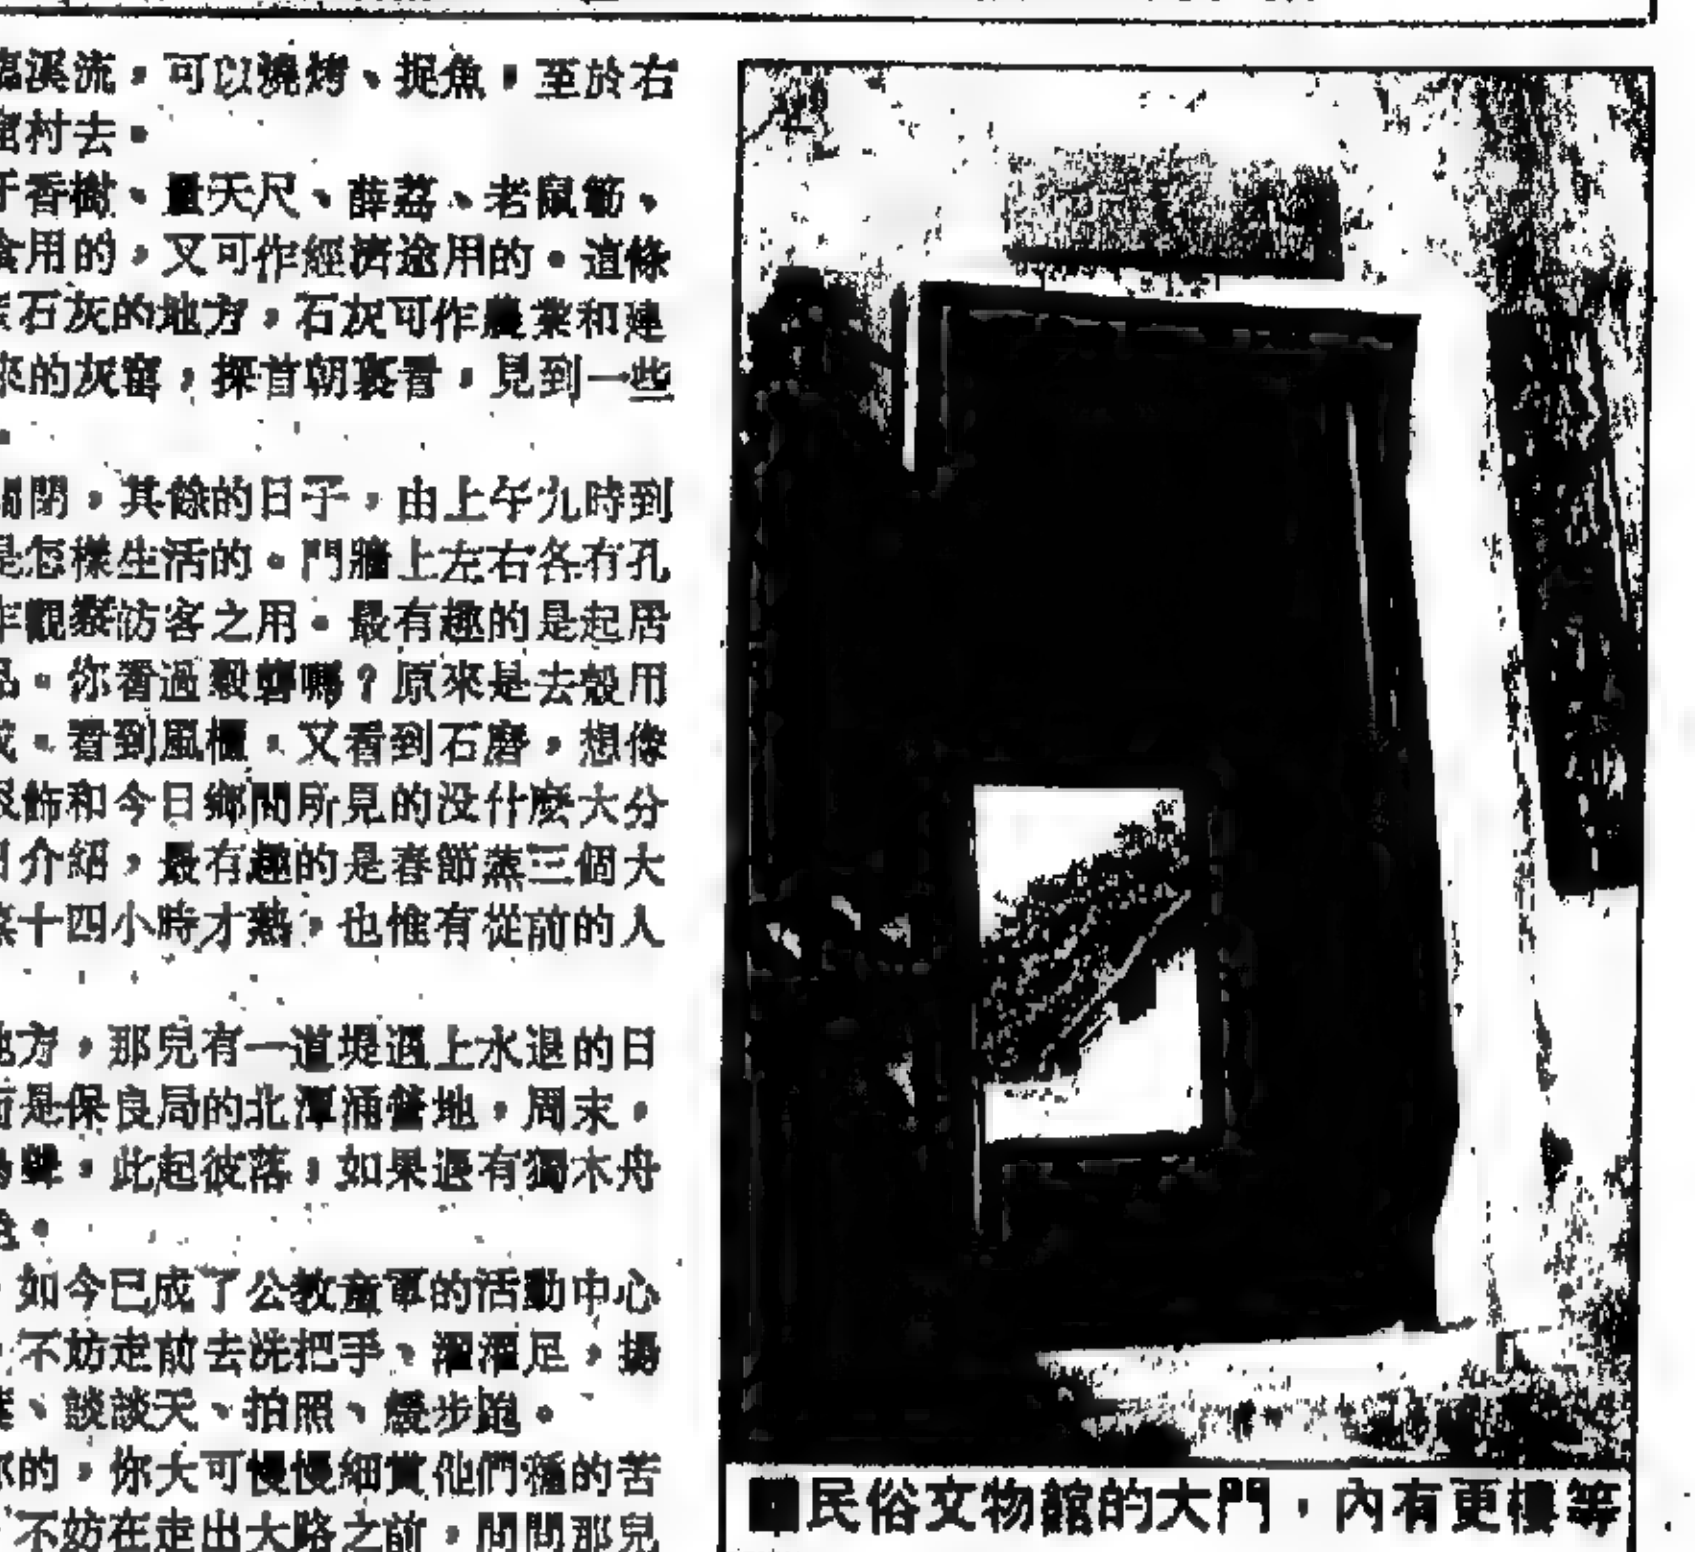 溪流，可以燒烤、捉魚，至於右
村去。
香樹、量天尺、薜荔、老鼠簕、
食用的，又可作經濟途用的。這條
石灰的地方，石灰可作農業和建
來的灰窰，探首朝裏看，見到一些
閉，其餘的日子，由上午九時到
是怎樣生活的。門牆上左右各有孔
觀察訪客之用。最有趣的是起居
品。你看過穀礱嗎？原來是去殼用
成。看到風櫃，又看到石磨，想像
服飾和今日鄉間所見的没什麼大分
介紹，最有趣的是春節蒸三個大
蒸十四小時才熟，也惟有從前的人
地方，那兒有一道堤遇上水退的日
是保良局的北潭涌營地，周末，
聲，此起彼落，如果還有獨木舟
如今已成了公教童軍的活動中心
不妨走前去洗把手、濯濯足，
、談談天、拍照、慢步跑。
你的，你大可慢慢細賞他們種的苦
不妨在走出大路之前，問問那兒
■民俗文物館的大門，內有更樓等